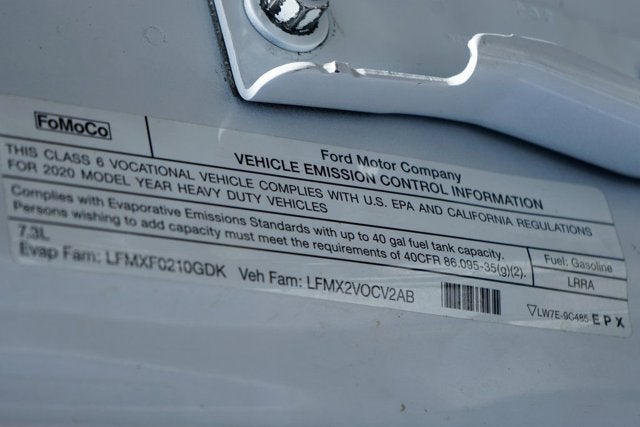 FoMoCo
Ford Motor Company
VEHICLE EMISSION CONTROL INFORMATION
THIS CLASS 6 VOCATIONAL VEHICLE COMPLIES WITH U.S. EPA AND CALIFORNIA REGULATIONS
FOR 2020 MODEL YEAR HEAVY DUTY VEHICLES
Complies with Evaporative Emissions Standards with up to 40 gal fuel tank capacity.
Persons wishing to add capacity must meet the requirements of 40CFR 86.095-35(g)(2).
Fuel: Gasoline
LRRA
7.3L
Evap Fam: LFMXF0210GDK Veh Fam: LFMX2VOCV2AB
LW7E-9C485 EPX